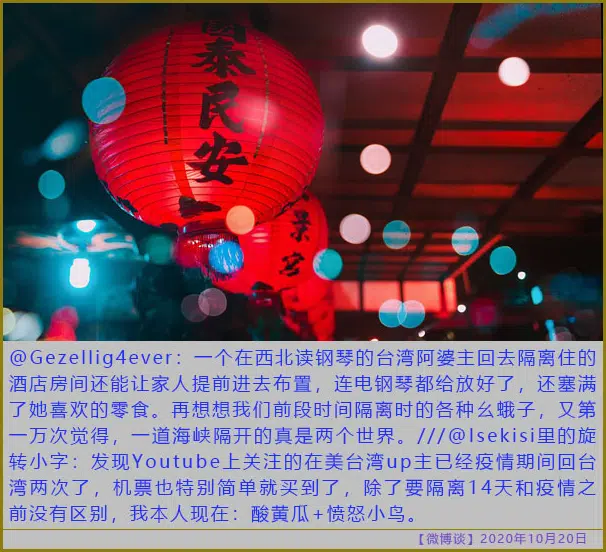 國泰民安
景安
@Gezellig4ever：一个在西北读钢琴的台湾阿婆主回去隔离住的
酒店房间还能让家人提前进去布置，连电钢琴都给放好了，还塞满
了她喜欢的零食。再想想我们前段时间隔离时的各种幺蛾子，又第
一万次觉得，一道海峡隔开的真是两个世界。///@Isekisi里的旋
转小字：发现Youtube上关注的在美台湾up主已经疫情期间回台
湾两次了，机票也特别简单就买到了，除了要隔离14天和疫情之
前没有区别，我本人现在：酸黄瓜+愤怒小鸟。
【微博谈】2020年10月20日